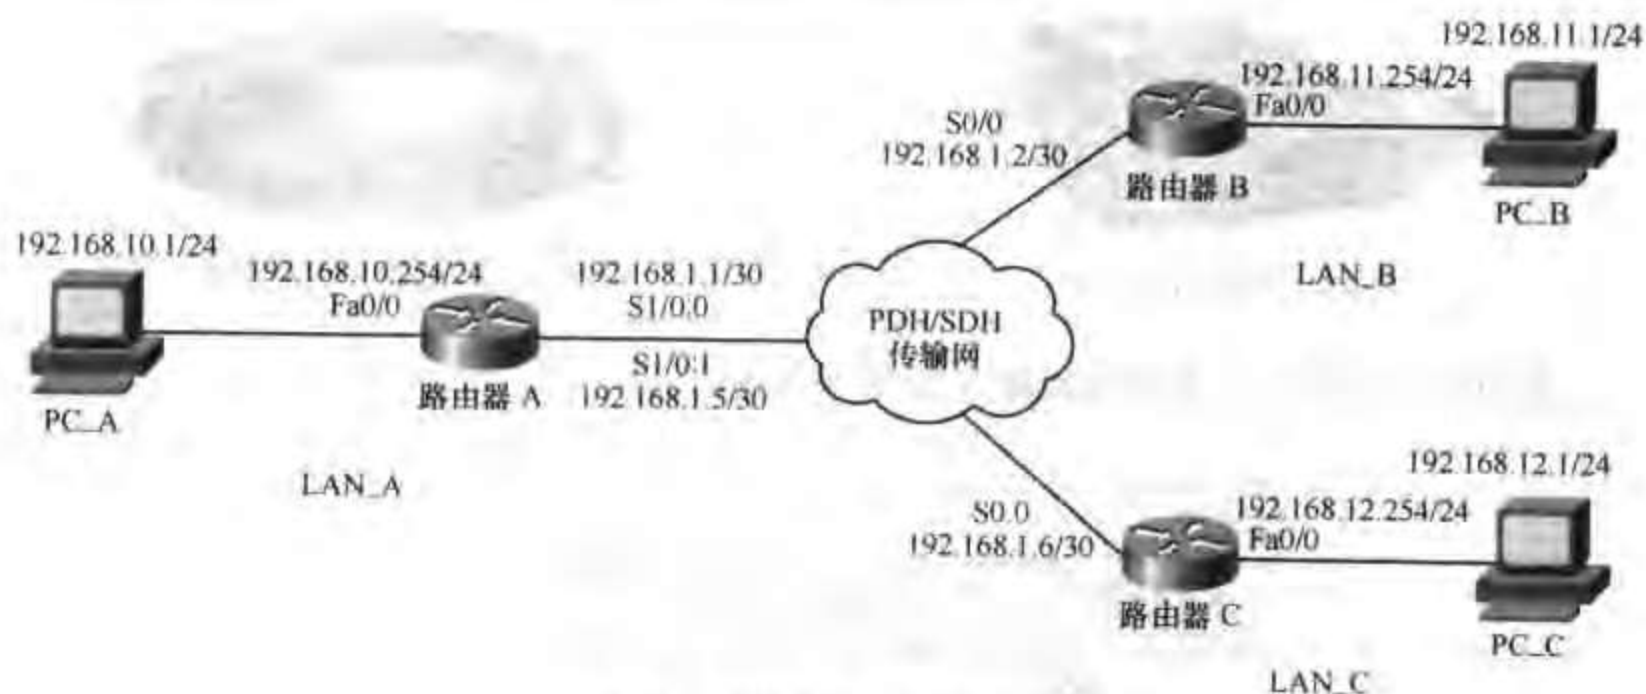 192.168.10.1/24
PC_A
192.168.10.254/24
Fa0/0
路由器 A
LAN_A
192.168.1.1/30
S1/0:0
S1/0:1
192.168.1.5/30
PDH/SDH
传输网
S0/0
192.168.1.2/30
路由器 B
192.168.11.254/24
Fa0/0
192.168.11.1/24
PC_B
LAN_B
S0.0
192.168.1.6/30
路由器 C
192.168.12.254/24
Fa0/0
192.168.12.1/24
PC_C
LAN_C